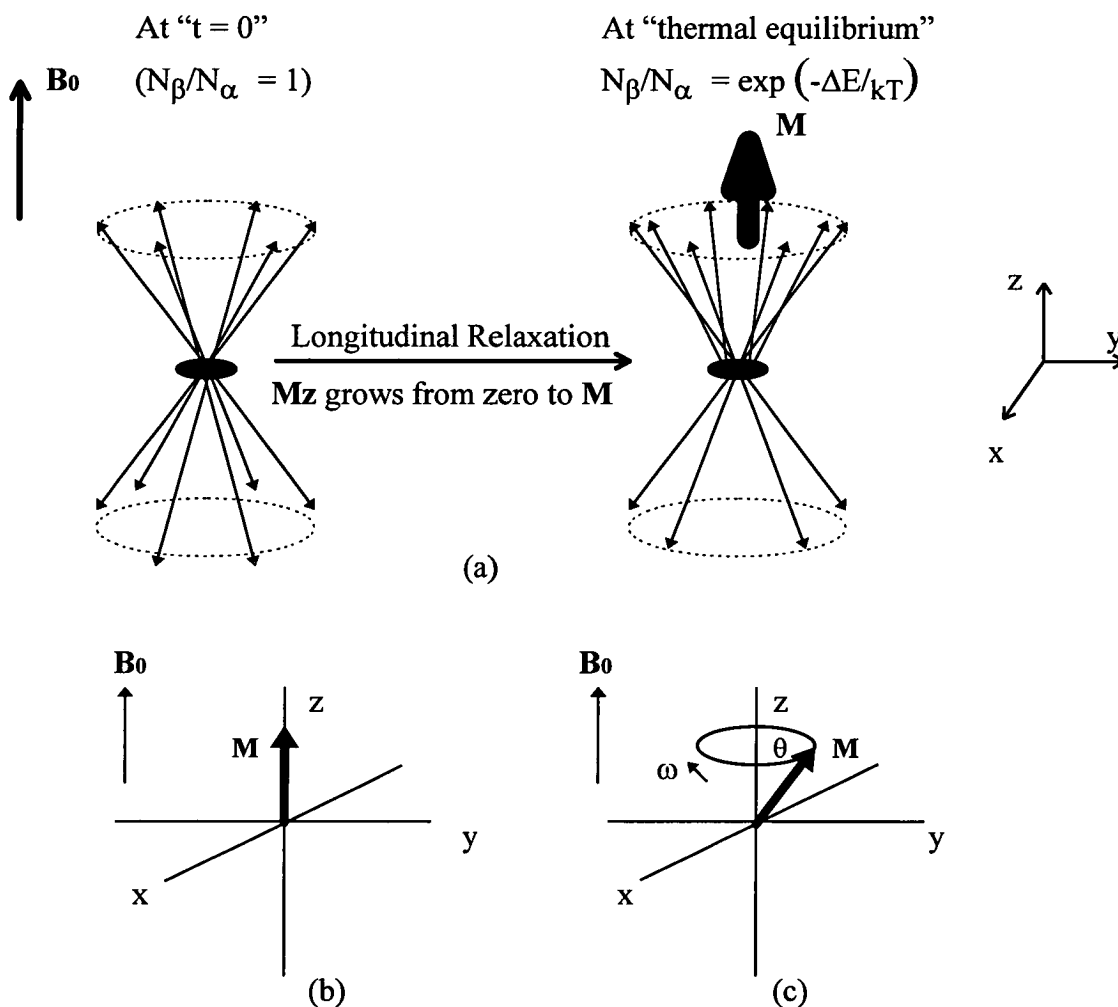 At “t = 0”
At “thermal equilibrium”
B0
(Nβ/Nα = 1)
Nβ/Nα = exp (-ΔE/kT)
M
Longitudinal Relaxation
Mz grows from zero to M
z
y
x
(a)
B0
z
M
y
x
(b)
B0
z
θ
M
ω
y
x
(c)